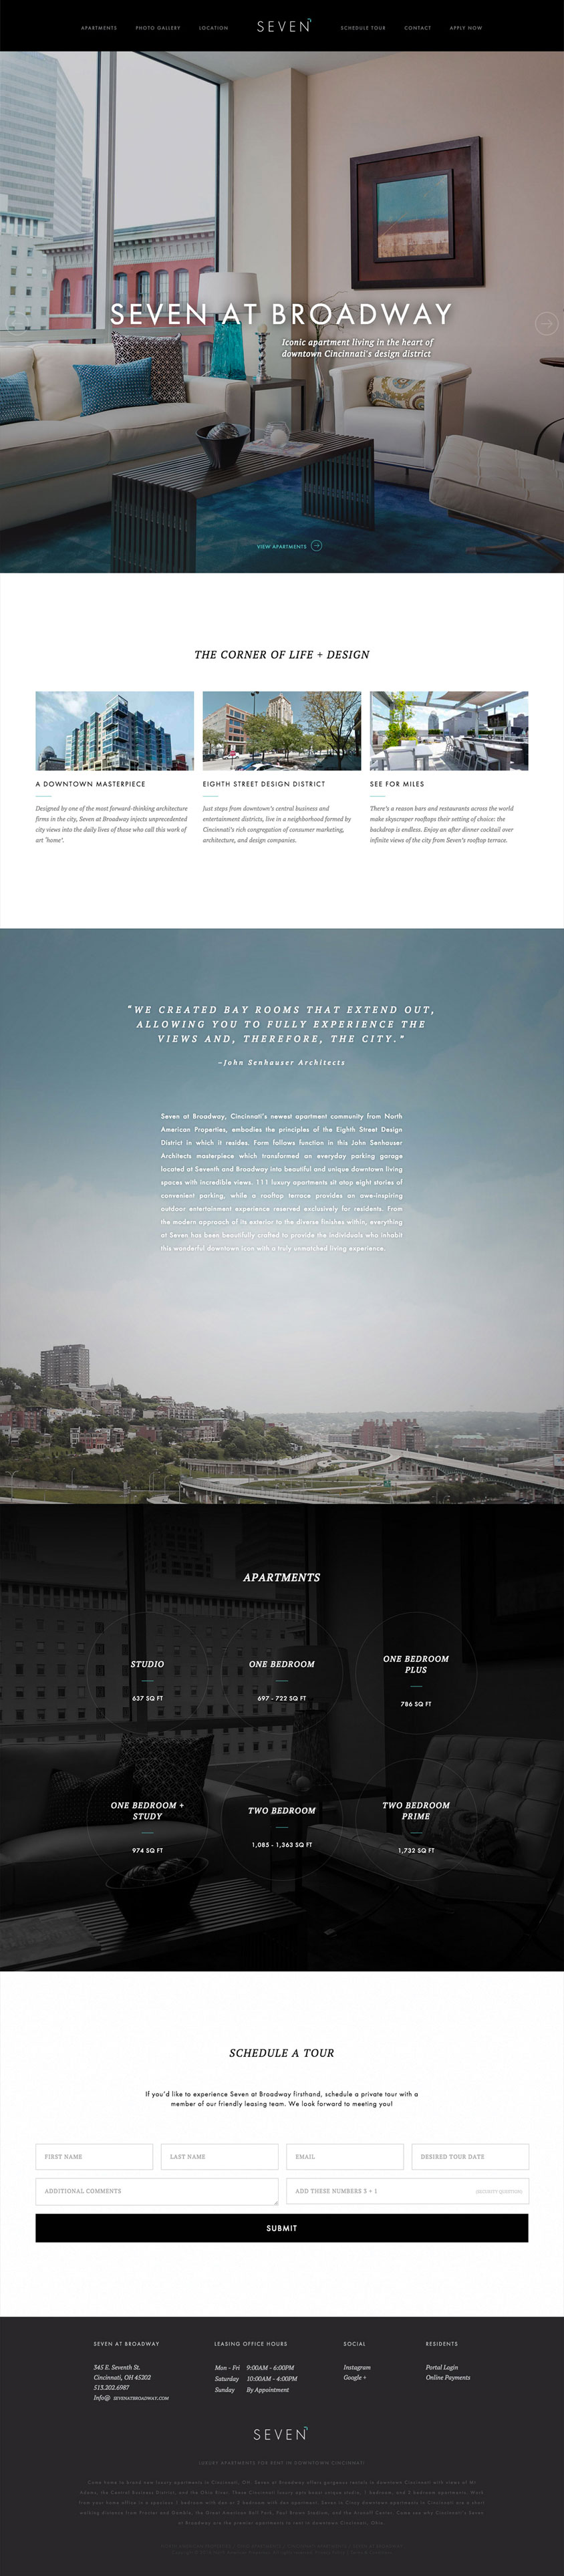 APARTMENTS PHOTO GALLERY LOCATION SEVEN SCHEDULE TOUR CONTACT APPLY NOW
SEVEN AT BROADWAY
Iconic apartment living in the heart of
downtown Cincinnati's design district
VIEW APARTMENTS
THE CORNER OF LIFE + DESIGN
A DOWNTOWN MASTERPIECE
Designed by one of the most forward-thinking architecture
firms in the city, Seven at Broadway injects unprecedented
city views into the daily lives of those who call this work of
art 'home'.
EIGHTH STREET DESIGN DISTRICT
Just steps from downtown's central business and
entertainment districts, live in a neighborhood formed by
Cincinnati's rich congregation of consumer marketing,
architecture, and design companies.
SEE FOR MILES
There's a reason bars and restaurants across the world
make skyscraper rooftops their setting of choice: the
backdrop is endless. Enjoy an after dinner cocktail over
infinite views of the city from Seven's rooftop terrace.
"WE CREATED BAY ROOMS THAT EXTEND OUT,
ALLOWING YOU TO FULLY EXPERIENCE THE
VIEWS AND, THEREFORE, THE CITY."
–John Senhauser Architects
Seven at Broadway, Cincinnati's newest apartment community from North
American Properties, embodies the principles of the Eighth Street Design
District in which it resides. Form follows function in this John Senhauser
Architects masterpiece which transformed an everyday parking garage
located at Seventh and Broadway into beautiful and unique downtown living
spaces with incredible views. 111 luxury apartments sit atop eight stories of
convenient parking, while a rooftop terrace provides an awe-inspiring
outdoor entertainment experience reserved exclusively for residents. From
the modern approach of its exterior to the diverse finishes within, everything
at Seven has been beautifully crafted to provide the individuals who inhabit
this wonderful downtown icon with a truly unmatched living experience.
APARTMENTS
STUDIO
637 SQ FT
ONE BEDROOM
697 - 722 SQ FT
ONE BEDROOM
PLUS
786 SQ FT
ONE BEDROOM +
STUDY
974 SQ FT
TWO BEDROOM
1,085 - 1,363 SQ FT
TWO BEDROOM
PRIME
1,732 SQ FT
SCHEDULE A TOUR
If you'd like to experience Seven at Broadway firsthand, schedule a private tour with a
member of our friendly leasing team. We look forward to meeting you!
FIRST NAME LAST NAME EMAIL DESIRED TOUR DATE
ADDITIONAL COMMENTS ADD THESE NUMBERS 3 + 1 (SECURITY QUESTION)
SUBMIT
SEVEN AT BROADWAY
345 E. Seventh St.
Cincinnati, OH 45202
513.202.6987
Info@ SEVENATBROADWAY.COM
LEASING OFFICE HOURS
Mon - Fri 9:00AM - 6:00PM
Saturday 10:00AM - 4:00PM
Sunday By Appointment
SOCIAL
Instagram
Google +
RESIDENTS
Portal Login
Online Payments
SEVEN
LUXURY APARTMENTS FOR RENT IN DOWNTOWN CINCINNATI